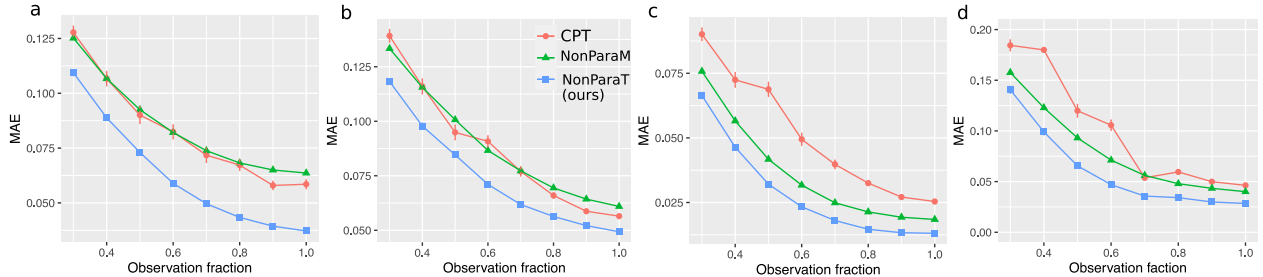 a
MAE
0.125
0.100
0.075
0.050
0.4
0.6
0.8
1.0
Observation fraction
b
MAE
0.125
0.100
0.075
0.050
0.4
0.6
0.8
1.0
Observation fraction
CPT
NonParaM
NonParaT
(ours)
c
MAE
0.075
0.050
0.025
0.4
0.6
0.8
1.0
Observation fraction
d
MAE
0.20
0.15
0.10
0.05
0.00
0.4
0.6
0.8
1.0
Observation fraction